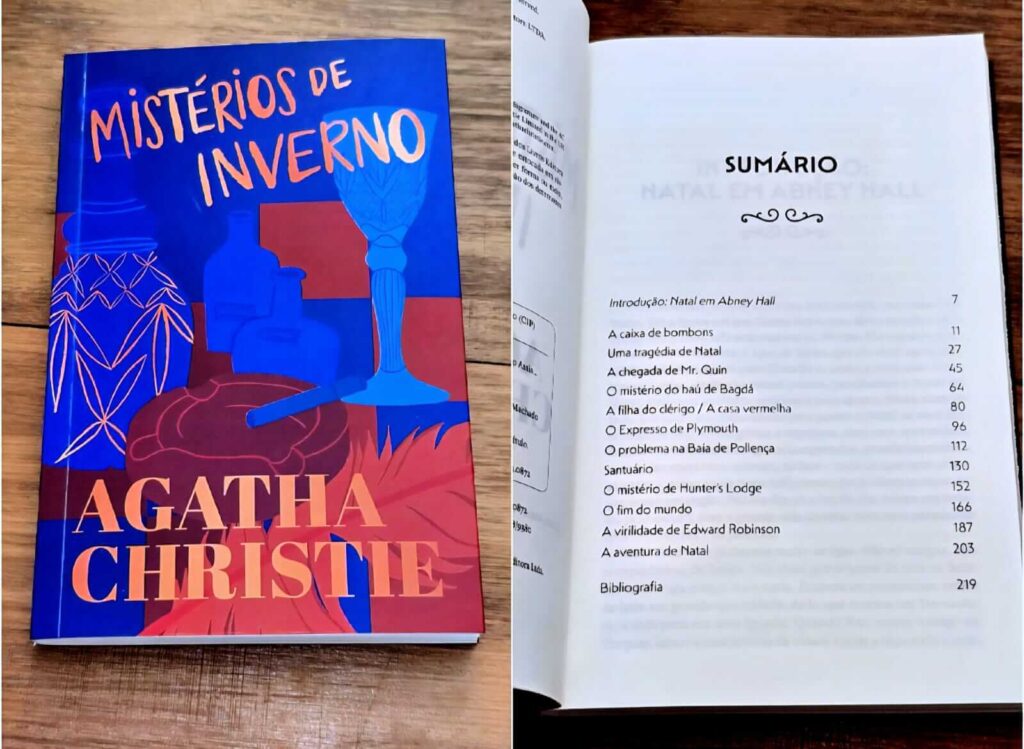 MISTÉRIOS DE
INVERNO
AGATHA
CHRISTIE
o (CIP)
Machado
SUMÁRIO
Introdução: Natal em Abney Hall 7
A caixa de bombons 11
Uma tragédia de Natal 27
A chegada de Mr. Quin 45
O mistério do baú de Bagdá 64
A filha do clérigo / A casa vermelha 80
O Expresso de Plymouth 96
O problema na Baía de Pollença 112
Santuário 130
O mistério de Hunter's Lodge 152
O fim do mundo 166
A virilidade de Edward Robinson 187
A aventura de Natal 203
Bibliografia 219